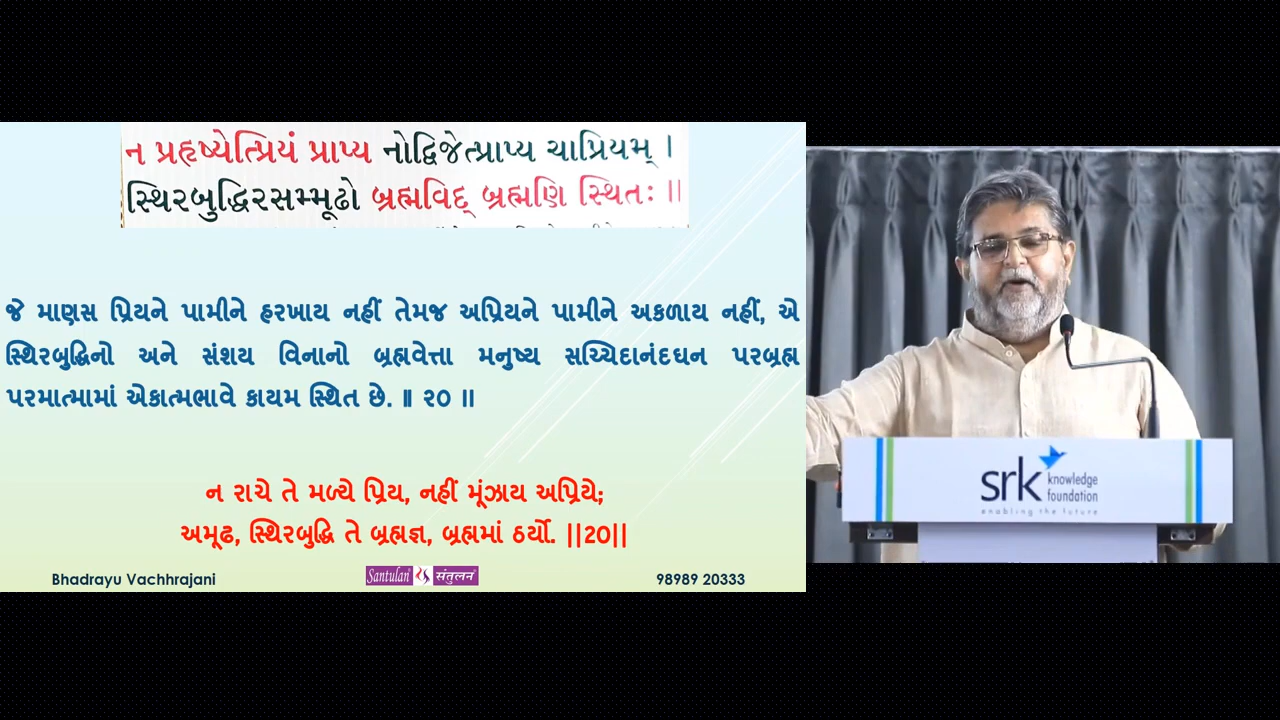 ન પ્રહૃષ્યેત્પ્રિયં પ્રાપ્ય નોદ્વિજેત્પ્રાપ્ય ચાપ્રિયમ્ ।
સ્થિરબુદ્ધિરસમ્મૂઢો બ્રહ્મવિદ્ બ્રહ્મણિ સ્થિતઃ ।।
જે માણસ પ્રિયને પામીને હરખાય નહીં તેમજ અપ્રિયને પામીને અકળાય નહીં, એ
સ્થિરબુદ્ધિનો અને સંશય વિનાનો બ્રહ્મવેત્તા મનુષ્ય સચ્ચિદાનંદઘન પરબ્રહ્મ
પરમાત્મામાં એકાત્મભાવે કાયમ સ્થિત છે. ॥ ૨૦ ॥
ન રાચે તે મળ્યે પ્રિય, નહીં મૂંઝાય અપ્રિયે;
અમૂઢ, સ્થિરબુદ્ધિ તે બ્રહ્મજ્ઞ, બ્રહ્મમાં ઠર્યો. ||20||
Bhadrayu Vachhrajani
Santulan संतुलन
98989 20333
srk knowledge
foundation
enabling the future